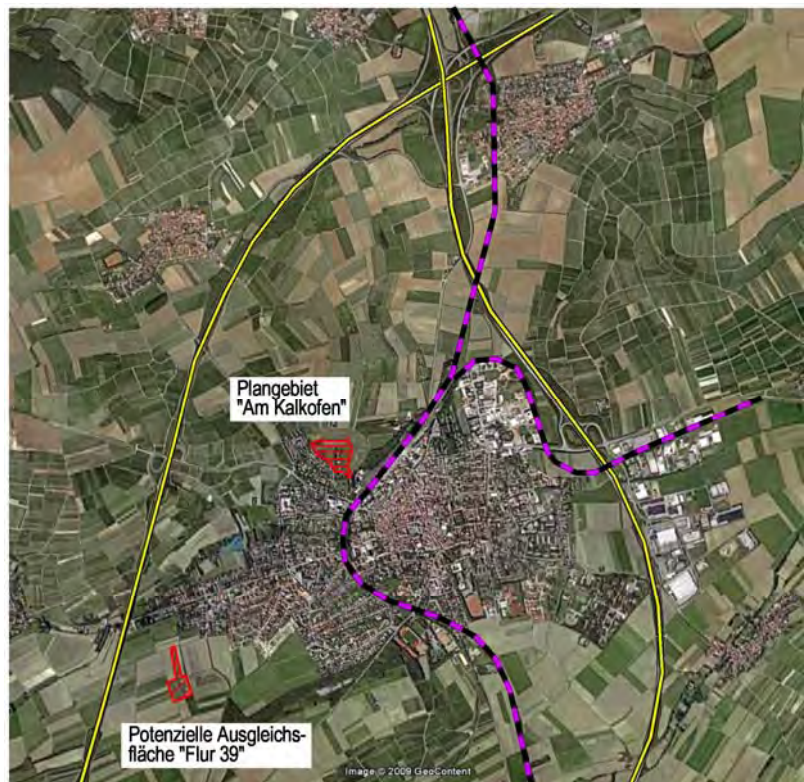 Plangebiet
"Am Kalkofen"
Potenzielle Ausgleichs-
fläche "Flur 39"
Image © 2009 GeoContent